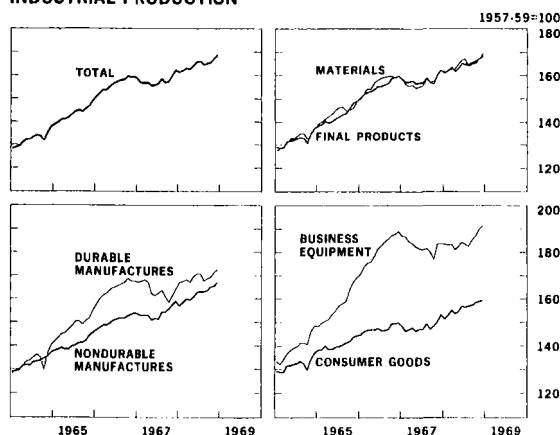 INDUSTRIAL PRODUCTION
1957-59=100
TOTAL
MATERIALS
FINAL PRODUCTS
180
160
140
120
DURABLE
MANUFACTURES
NONDURABLE
MANUFACTURES
BUSINESS
EQUIPMENT
CONSUMER GOODS
200
180
160
140
120
1965 1967 1969
1965 1967 1969